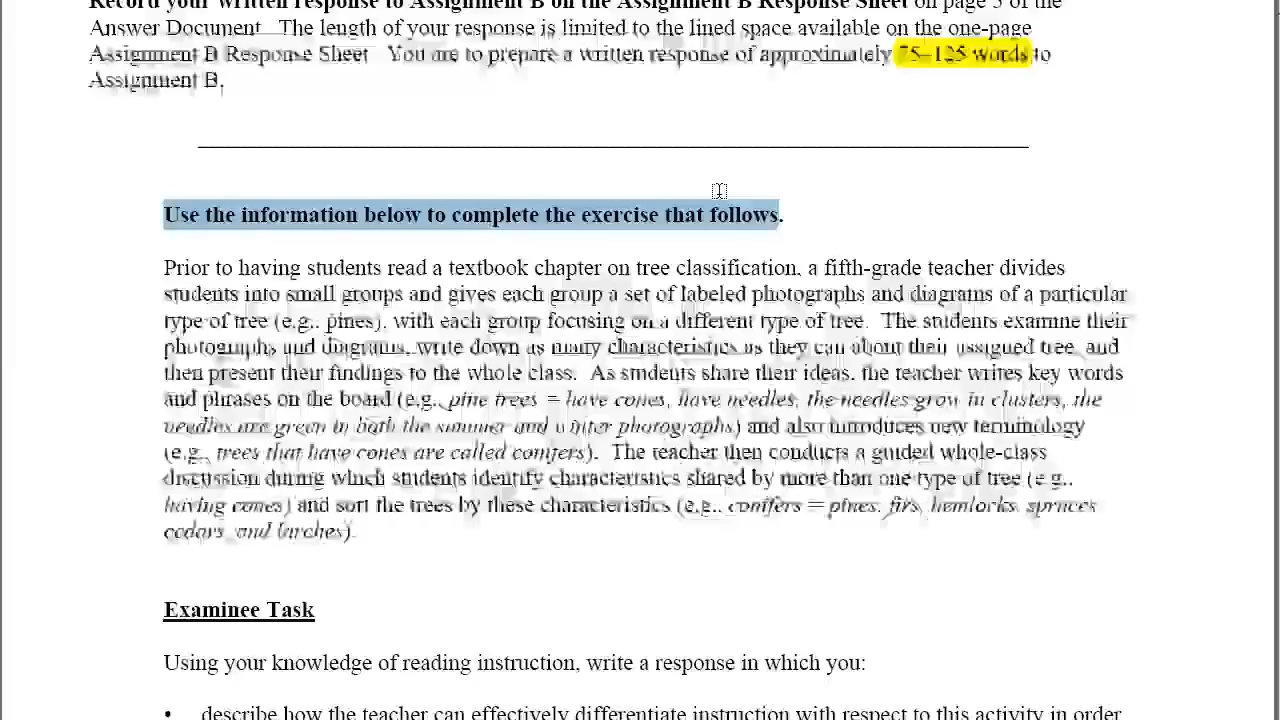 Record your written response to Assignment B on the Assignment B Response Sheet on page 5 of the
Answer Document. The length of your response is limited to the lined space available on the one-page
Assignment B Response Sheet. You are to prepare a written response of approximately 75–125 words to
Assignment B.
Use the information below to complete the exercise that follows.
Prior to having students read a textbook chapter on tree classification, a fifth-grade teacher divides
students into small groups and gives each group a set of labeled photographs and diagrams of a particular
type of tree (e.g., pines), with each group focusing on a different type of tree. The students examine their
photographs and diagrams, write down as many characteristics as they can about their assigned tree, and
then present their findings to the whole class. As students share their ideas, the teacher writes key words
and phrases on the board (e.g., pine trees = have cones, have needles, the needles grow in clusters, the
needles are green in both the summer and winter photographs) and also introduces new terminology
(e.g., trees that have cones are called conifers). The teacher then conducts a guided whole-class
discussion during which students identify characteristics shared by more than one type of tree (e.g.,
having cones) and sort the trees by these characteristics (e.g., conifers = pines, firs, hemlocks, spruces
cedars, and larches).
Examinee Task
Using your knowledge of reading instruction, write a response in which you:
• describe how the teacher can effectively differentiate instruction with respect to this activity in order